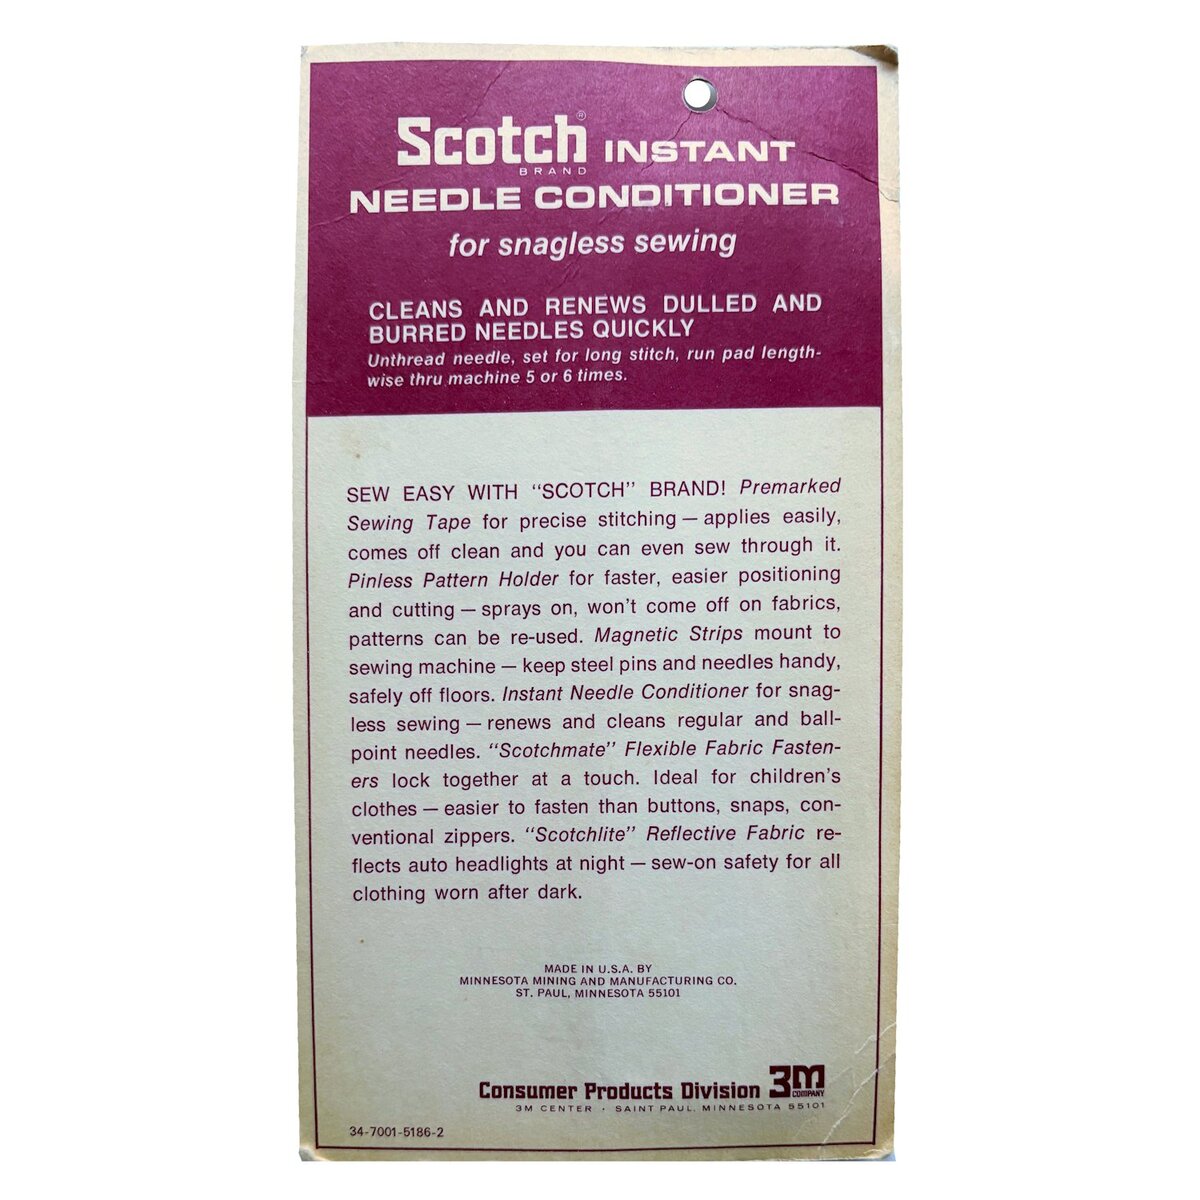 Scotch® INSTANT
BRAND
NEEDLE CONDITIONER
for snagless sewing
CLEANS AND RENEWS DULLED AND
BURRED NEEDLES QUICKLY
Unthread needle, set for long stitch, run pad length-
wise thru machine 5 or 6 times.
SEW EASY WITH "SCOTCH" BRAND! Premarked
Sewing Tape for precise stitching — applies easily,
comes off clean and you can even sew through it.
Pinless Pattern Holder for faster, easier positioning
and cutting — sprays on, won't come off on fabrics,
patterns can be re-used. Magnetic Strips mount to
sewing machine — keep steel pins and needles handy,
safely off floors. Instant Needle Conditioner for snag-
less sewing — renews and cleans regular and ball-
point needles. "Scotchmate" Flexible Fabric Fasten-
ers lock together at a touch. Ideal for children's
clothes — easier to fasten than buttons, snaps, con-
ventional zippers. "Scotchlite" Reflective Fabric re-
flects auto headlights at night — sew-on safety for all
clothing worn after dark.
MADE IN U.S.A. BY
MINNESOTA MINING AND MANUFACTURING CO.
ST. PAUL, MINNESOTA 55101
Consumer Products Division 3M COMPANY
3M CENTER · SAINT PAUL, MINNESOTA 55101
34-7001-5186-2